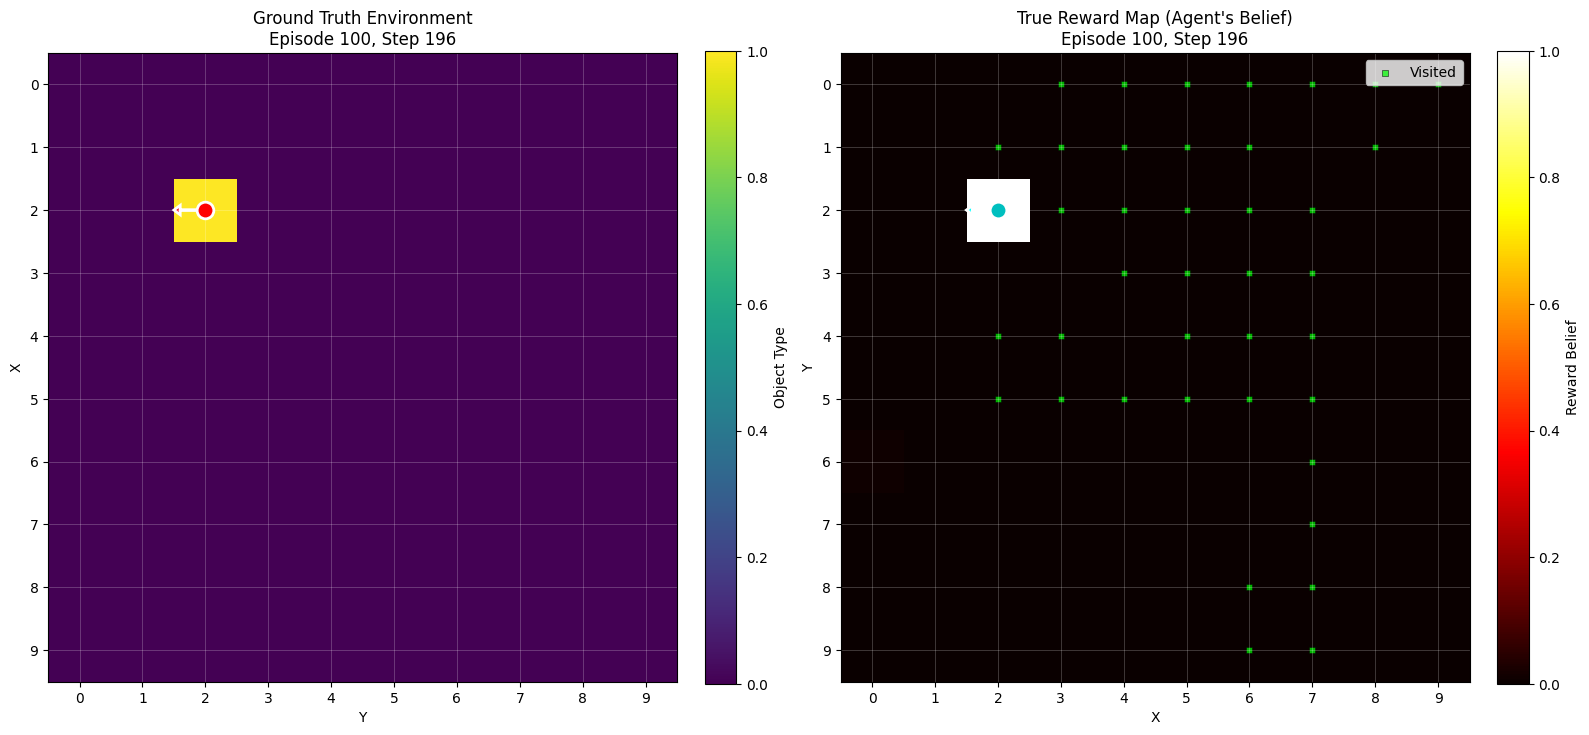 Ground Truth Environment
Episode 100, Step 196
0
1
2
3
4
5
6
7
8
9
X
0 1 2 3 4 5 6 7 8 9
Y
1.0
0.8
0.6
0.4
0.2
0.0
Object Type
True Reward Map (Agent's Belief)
Episode 100, Step 196
Visited
0
1
2
3
4
5
6
7
8
9
Y
0 1 2 3 4 5 6 7 8 9
X
1.0
0.8
0.6
0.4
0.2
0.0
Reward Belief